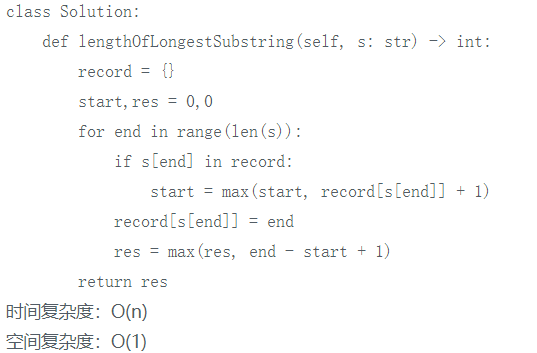 class Solution:
    def lengthOfLongestSubstring(self, s: str) -> int:
        record = {}
        start,res = 0,0
        for end in range(len(s)):
            if s[end] in record:
                start = max(start, record[s[end]] + 1)
            record[s[end]] = end
            res = max(res, end - start + 1)
        return res
时间复杂度：O(n)
空间复杂度：O(1)